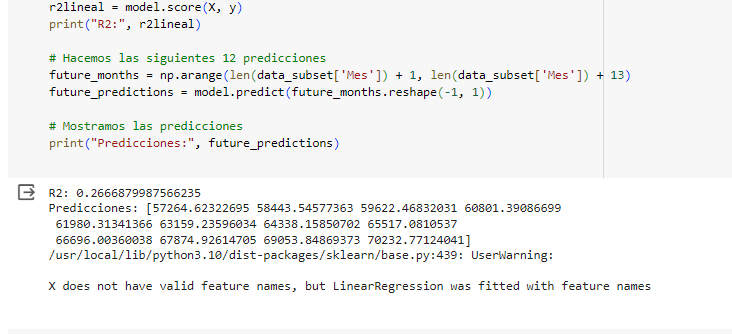 r2lineal = model.score(X, y)
print("R2:", r2lineal)
# Hacemos las siguientes 12 predicciones
future_months = np.arange(len(data_subset['Mes']) + 1, len(data_subset['Mes']) + 13)
future_predictions = model.predict(future_months.reshape(-1, 1))
# Mostramos las predicciones
print("Predicciones:", future_predictions)
R2: 0.2666879987566235
Predicciones: [57264.62322695 58443.54577363 59622.46832031 60801.39086699
61980.31341366 63159.23596034 64338.15850702 65517.0810537
66696.00360038 67874.92614705 69053.84869373 70232.77124041]
/usr/local/lib/python3.10/dist-packages/sklearn/base.py:439: UserWarning:
X does not have valid feature names, but LinearRegression was fitted with feature names